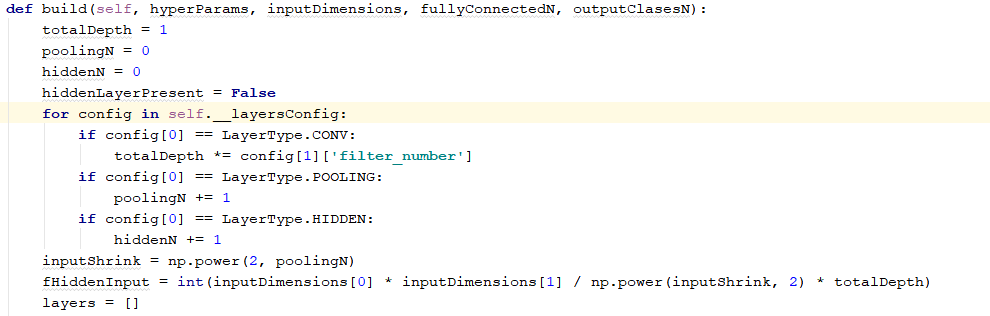 def build(self, hyperParams, inputDimensions, fullyConnectedN, outputClasesN):
    totalDepth = 1
    poolingN = 0
    hiddenN = 0
    hiddenLayerPresent = False
    for config in self.__layersConfig:
        if config[0] == LayerType.CONV:
            totalDepth *= config[1]['filter_number']
        if config[0] == LayerType.POOLING:
            poolingN += 1
        if config[0] == LayerType.HIDDEN:
            hiddenN += 1
    inputShrink = np.power(2, poolingN)
    fHiddenInput = int(inputDimensions[0] * inputDimensions[1] / np.power(inputShrink, 2) * totalDepth)
    layers = []